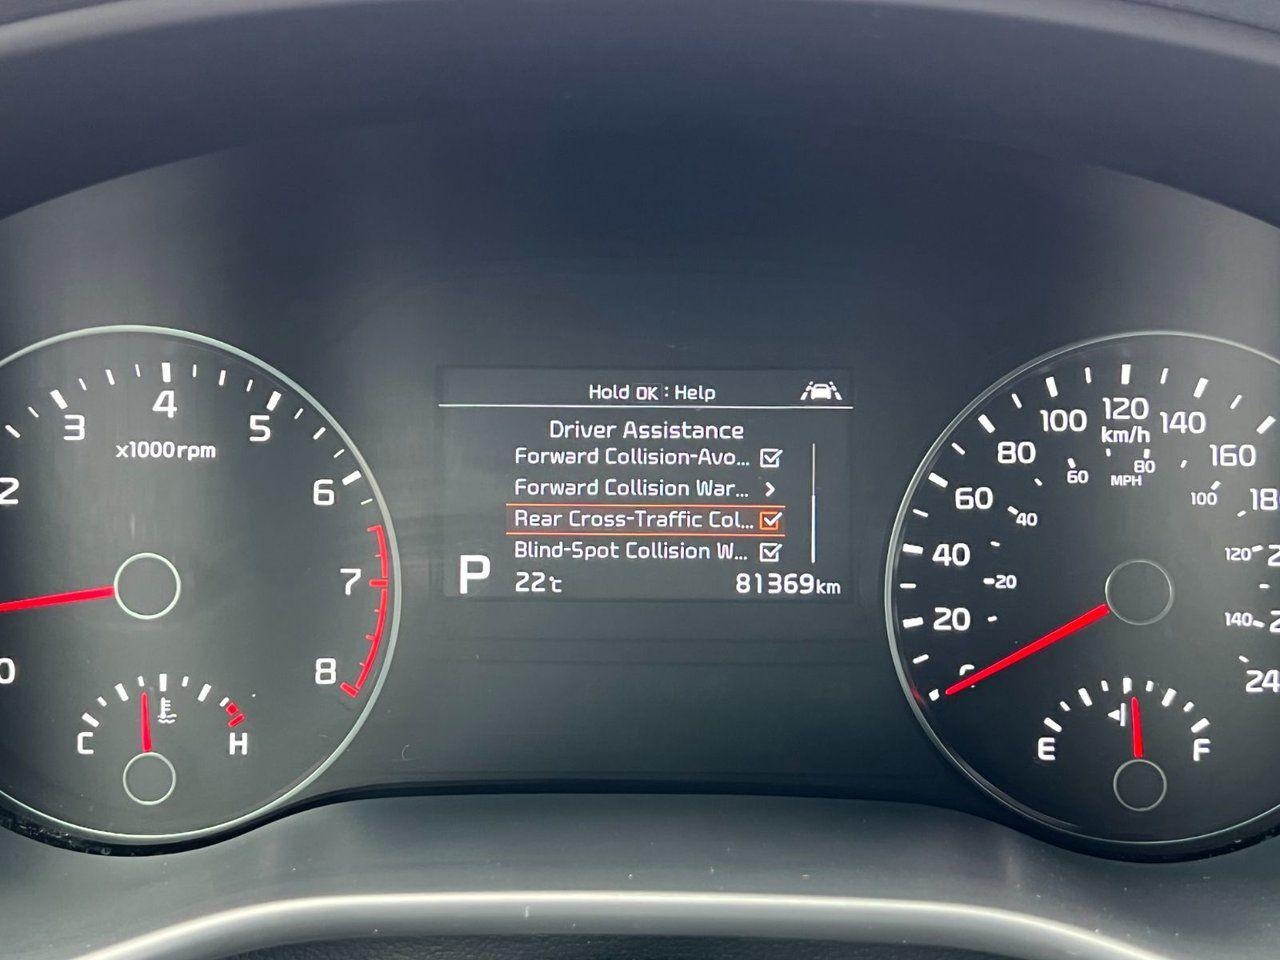 Hold OK : Help
Driver Assistance
Forward Collision-Avo...
Forward Collision War...
Rear Cross-Traffic Col...
Blind-Spot Collision W...
P
22℃
81369km
0
2
3
4
5
6
7
8
x1000rpm
C
H
20
40
60
80
100
120
140
160
km/h
20
40
60
80
100
120
140
MPH
E
F